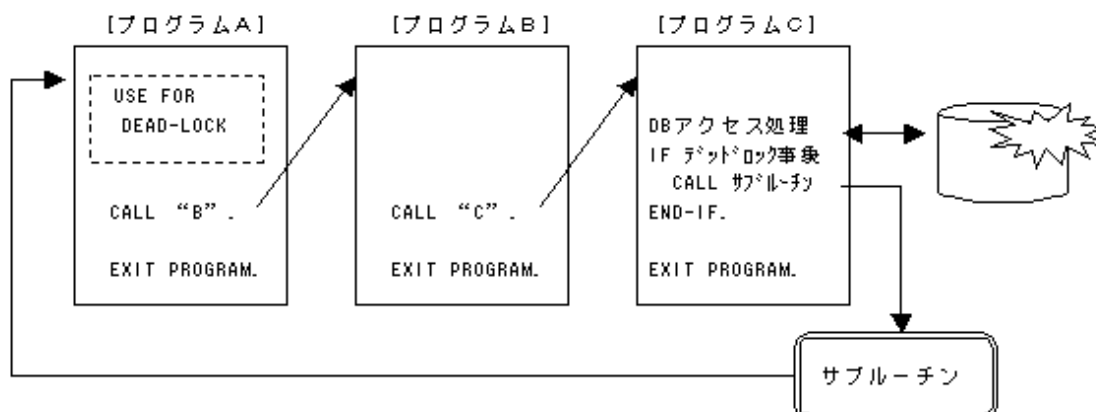 [プログラムA]
USE FOR
DEAD-LOCK
CALL “B”.
EXIT PROGRAM.
[プログラムB]
CALL “C”.
EXIT PROGRAM.
[プログラムC]
DBアクセス処理
IF デッドロック事象
CALL サブルーチン
END-IF.
EXIT PROGRAM.
サブルーチン